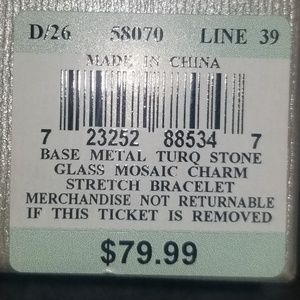 D/26 58070 LINE 39
MADE IN CHINA
7 23252 88534 7
BASE METAL TURQ STONE
GLASS MOSAIC CHARM
STRETCH BRACELET
MERCHANDISE NOT RETURNABLE
IF THIS TICKET IS REMOVED
$79.99